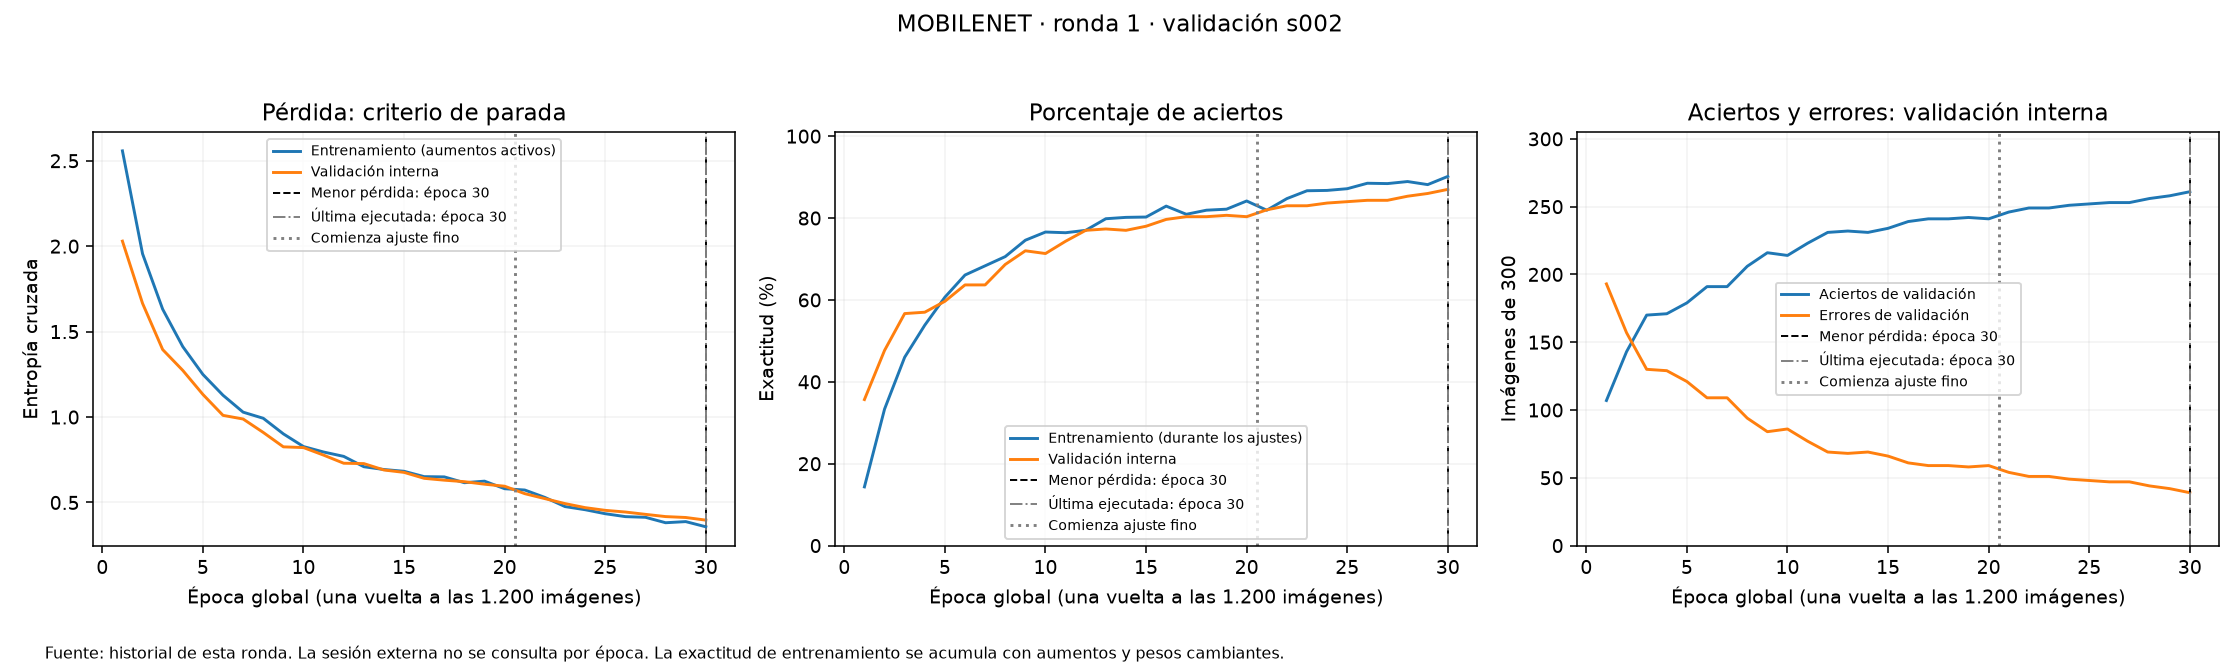 MOBILENET · ronda 1 · validación s002
Pérdida: criterio de parada
Entropía cruzada
2.5
2.0
1.5
1.0
0.5
Entrenamiento (aumentos activos)
Validación interna
Menor pérdida: época 30
Última ejecutada: época 30
Comienza ajuste fino
0 5 10 15 20 25 30
Época global (una vuelta a las 1.200 imágenes)
Porcentaje de aciertos
Exactitud (%)
100
80
60
40
20
0
Entrenamiento (durante los ajustes)
Validación interna
Menor pérdida: época 30
Última ejecutada: época 30
Comienza ajuste fino
0 5 10 15 20 25 30
Época global (una vuelta a las 1.200 imágenes)
Aciertos y errores: validación interna
Imágenes de 300
300
250
200
150
100
50
0
Aciertos de validación
Errores de validación
Menor pérdida: época 30
Última ejecutada: época 30
Comienza ajuste fino
0 5 10 15 20 25 30
Época global (una vuelta a las 1.200 imágenes)
Fuente: historial de esta ronda. La sesión externa no se consulta por época. La exactitud de entrenamiento se acumula con aumentos y pesos cambiantes.